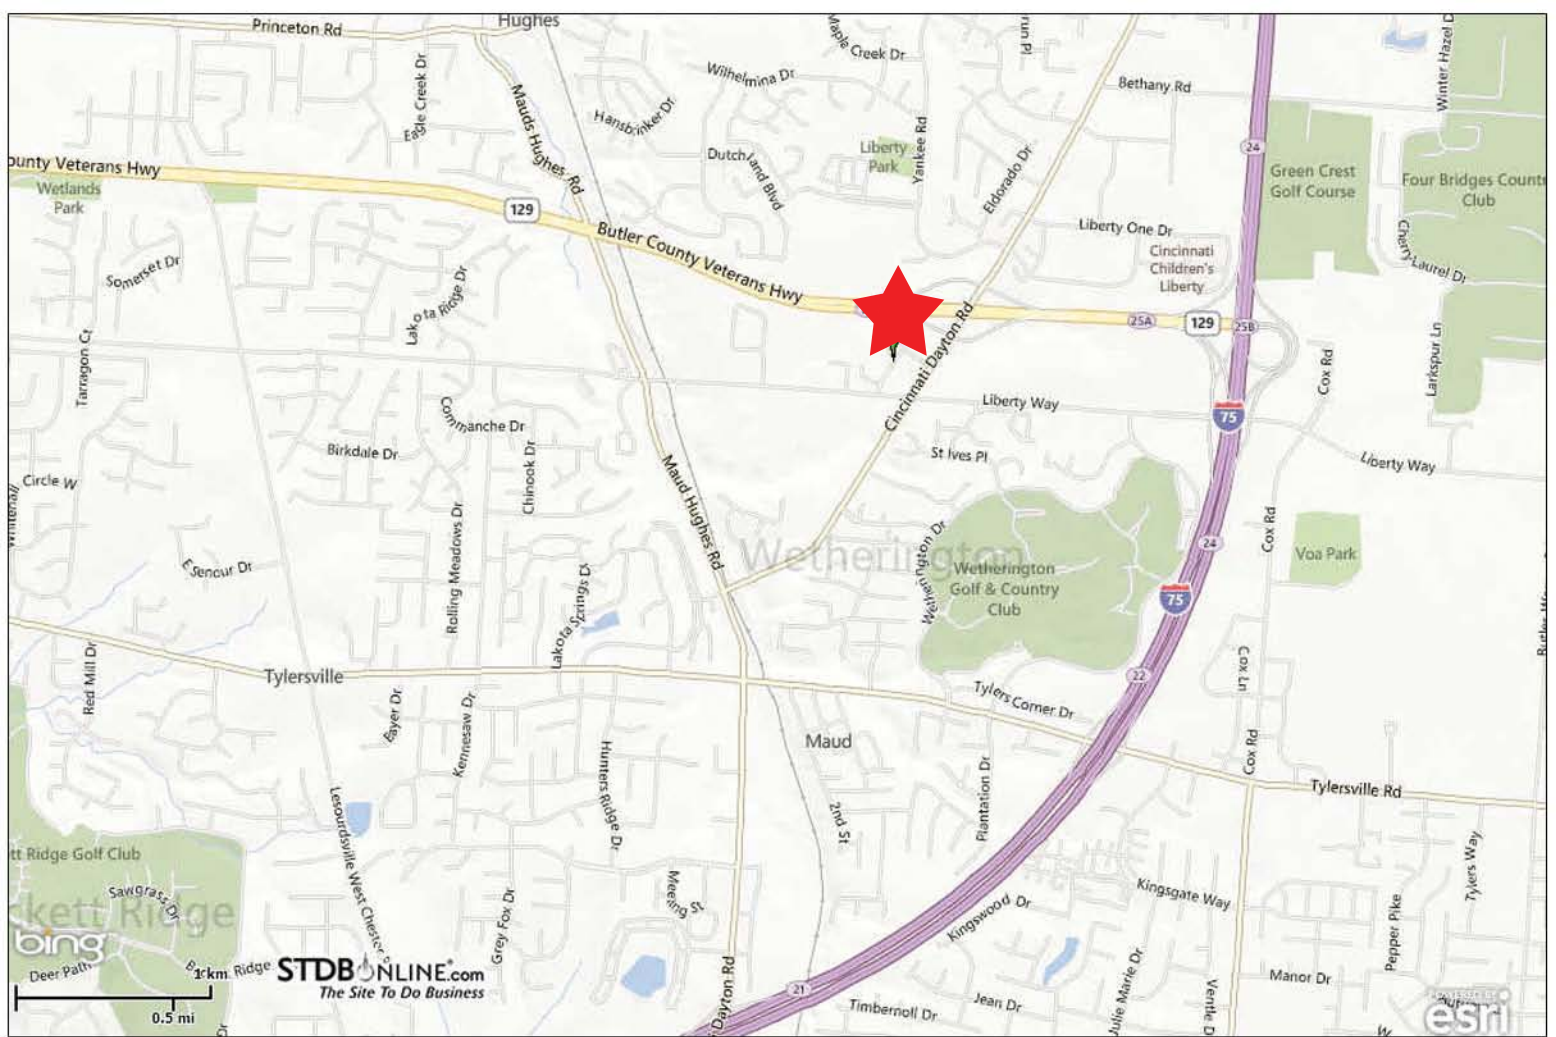 Hughes
Princeton Rd
Maple Creek Dr
Eagle Creek Dr
Mauds Hughes Rd
Wilhelmina Dr
Hansbrinker Dr
Bethany Rd
Winter Hazel D
Dutchland Blvd
Liberty
Park
Yankee Rd
Eldorado Dr
24
Green Crest
Golf Course
Four Bridges Countr
Club
ounty Veterans Hwy
Wetlands
Park
129
Butler County Veterans Hwy
Liberty One Dr
Cincinnati
Children's
Liberty
Cherry-Laurel Dr
Somerset Dr
Lakota Ridge Dr
25A
129
25B
Cincinnati Dayton Rd
Tarragon Ct
Cox Rd
Larkspur Ln
Commanche Dr
Liberty Way
75
Birkdale Dr
Chinook Dr
St Ives Pl
Liberty Way
Circle W
Maud Hughes Rd
Rolling Meadows Dr
Wetherington
Wetherington Dr
Wetherington
Golf & Country
Club
24
Cox Rd
Voa Park
E Senour Dr
Lakota Springs Dr
75
Red Mill Dr
Tylersville
22
Cox Ln
Tylers Corner Dr
Kennesaw Dr
Maud
Cox Rd
Hunters Ridge Dr
Plantation Dr
Tylersville Rd
Lesourdsville West Chester
2nd St
tt Ridge Golf Club
Tylers Way
Sawgrass Dr
kett Ridge
Grey Fox Dr
Kingswood Dr
Kingsgate Way
Pepper Pike
bing
Deer Path
Ridge
1 km
0.5 mi
STDBONLINE.com
The Site To Do Business
Dayton Rd
21
Timbernoll Dr
Jean Dr
Julie Marie Dr
Manor Dr
POWERED BY
esri